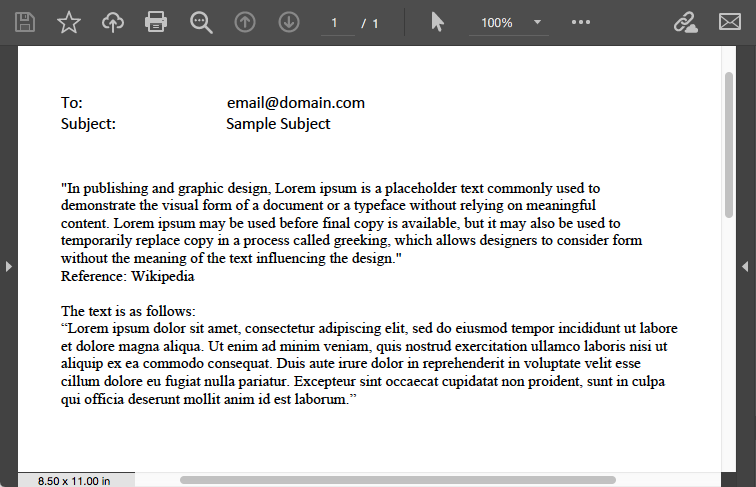 1 / 1 100%
To: email@domain.com
Subject: Sample Subject
"In publishing and graphic design, Lorem ipsum is a placeholder text commonly used to
demonstrate the visual form of a document or a typeface without relying on meaningful
content. Lorem ipsum may be used before final copy is available, but it may also be used to
temporarily replace copy in a process called greeking, which allows designers to consider form
without the meaning of the text influencing the design."
Reference: Wikipedia
The text is as follows:
“Lorem ipsum dolor sit amet, consectetur adipiscing elit, sed do eiusmod tempor incididunt ut labore
et dolore magna aliqua. Ut enim ad minim veniam, quis nostrud exercitation ullamco laboris nisi ut
aliquip ex ea commodo consequat. Duis aute irure dolor in reprehenderit in voluptate velit esse
cillum dolore eu fugiat nulla pariatur. Excepteur sint occaecat cupidatat non proident, sunt in culpa
qui officia deserunt mollit anim id est laborum.”
8.50 x 11.00 in